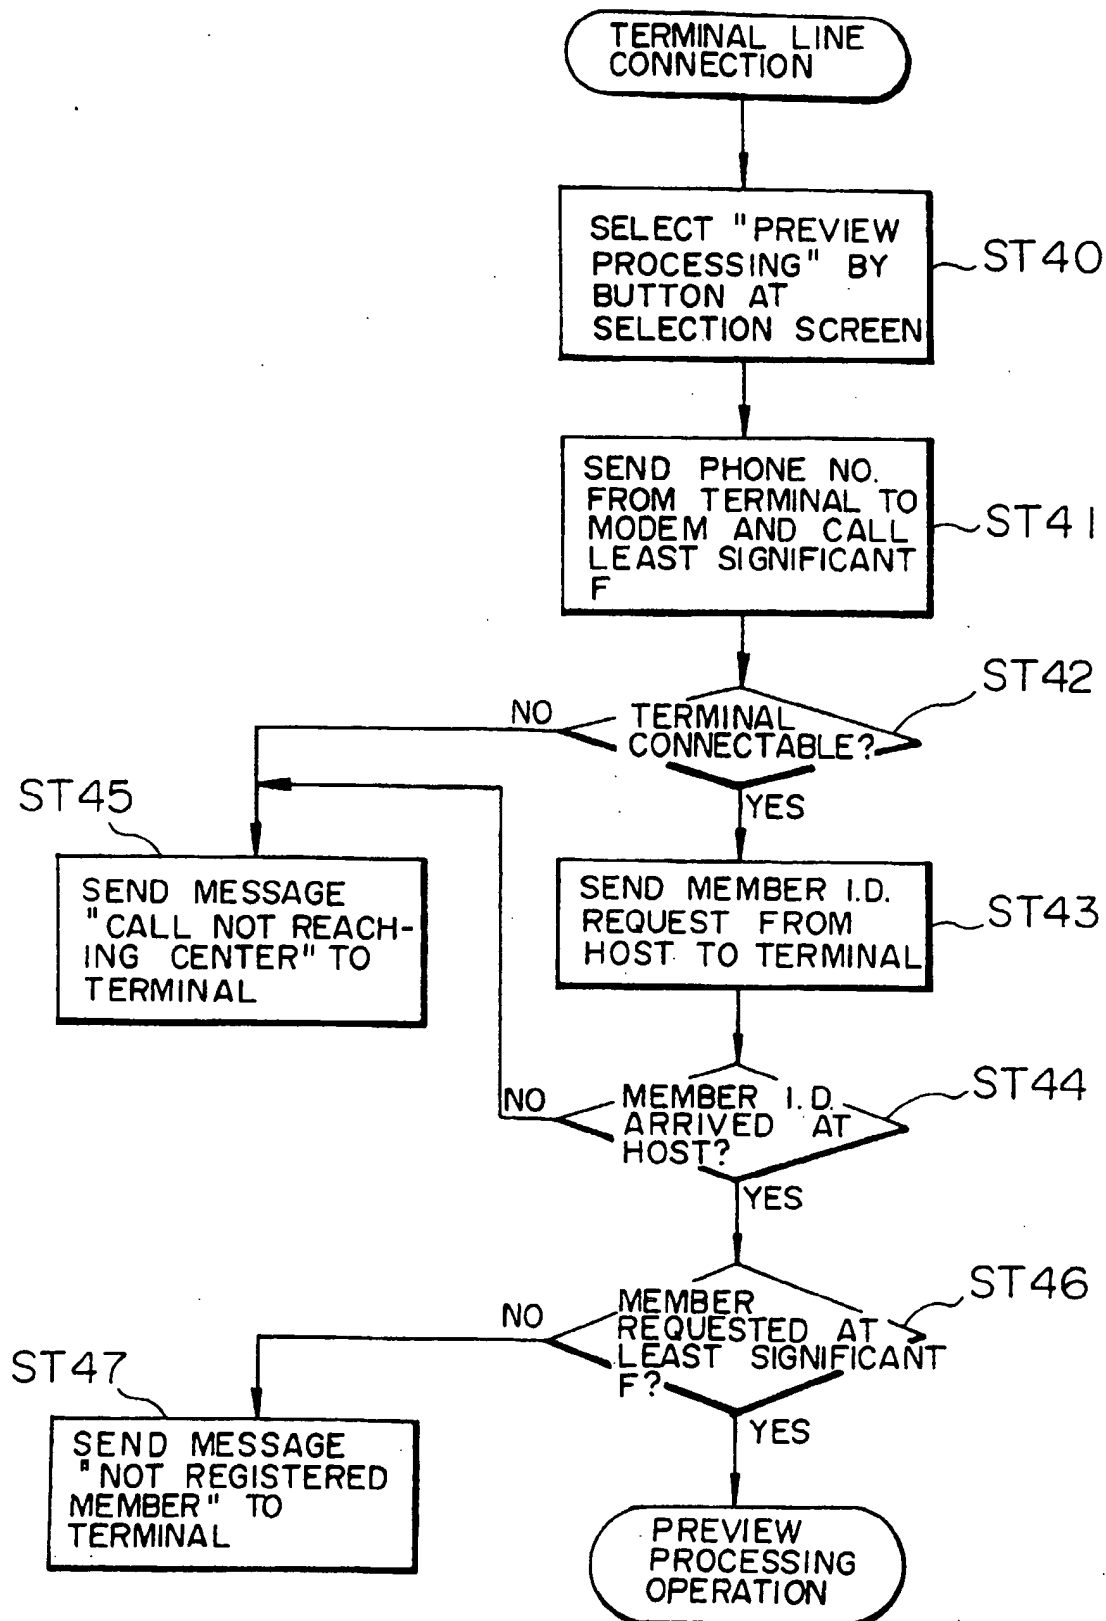 TERMINAL LINE
CONNECTION
SELECT "PREVIEW
PROCESSING" BY
BUTTON AT
SELECTION SCREEN
ST40
SEND PHONE NO.
FROM TERMINAL TO
MODEM AND CALL
LEAST SIGNIFICANT
F
ST41
TERMINAL
CONNECTABLE?
ST42
NO
YES
ST45
SEND MESSAGE
"CALL NOT REACH-
ING CENTER" TO
TERMINAL
SEND MEMBER I.D.
REQUEST FROM
HOST TO TERMINAL
ST43
MEMBER I.D.
ARRIVED AT
HOST?
ST44
NO
YES
MEMBER
REQUESTED AT
LEAST SIGNIFICANT
F?
ST46
NO
YES
ST47
SEND MESSAGE
"NOT REGISTERED
MEMBER" TO
TERMINAL
PREVIEW
PROCESSING
OPERATION